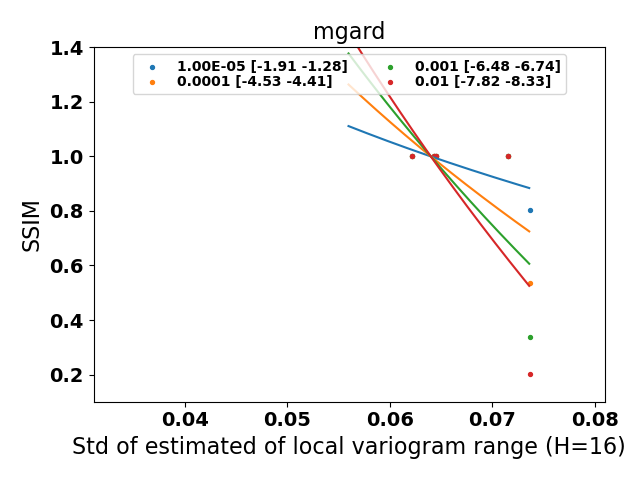 mgard
1.4
1.00E-05 [-1.91 -1.28] 0.001 [-6.48 -6.74]
0.0001 [-4.53 -4.41] 0.01 [-7.82 -8.33]
1.2
1.0
0.8
0.6
0.4
0.2
SSIM
0.04 0.05 0.06 0.07 0.08
Std of estimated of local variogram range (H=16)